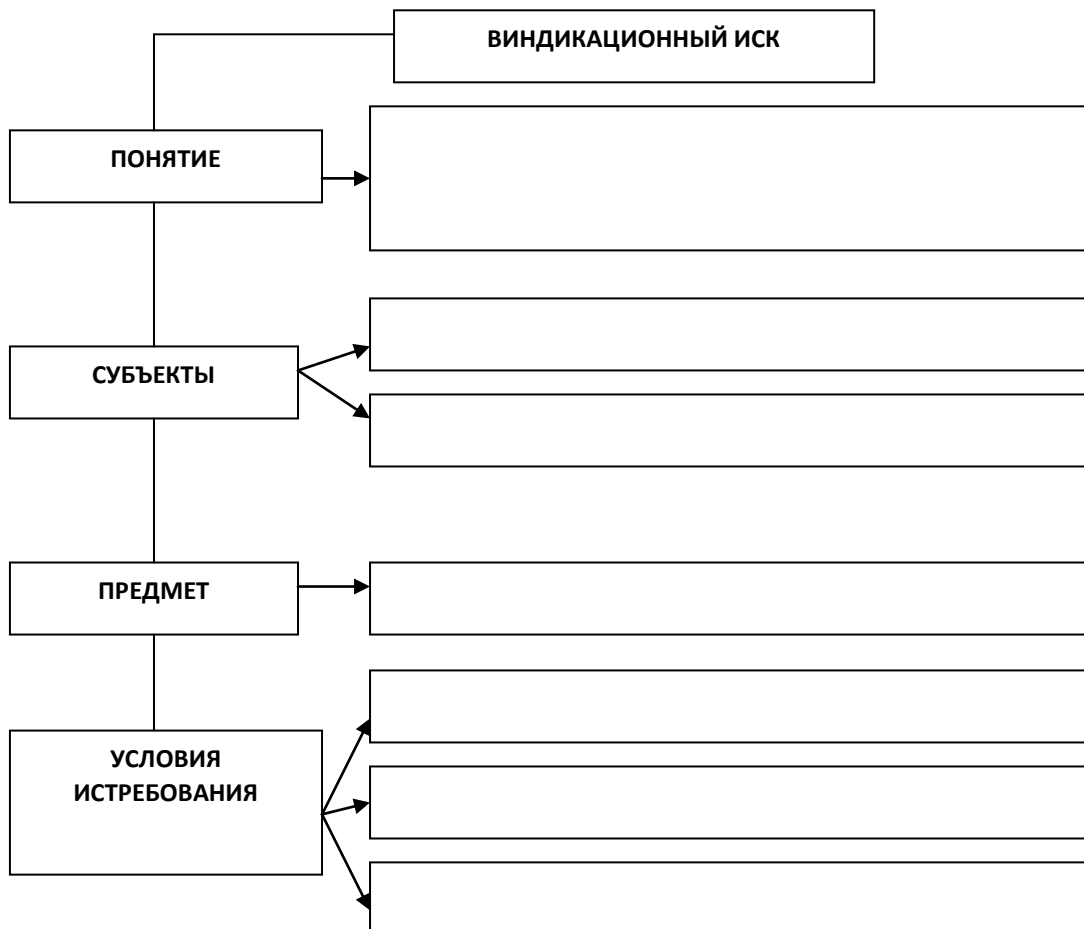 ВИНДИКАЦИОННЫЙ ИСК
ПОНЯТИЕ
СУБЪЕКТЫ
ПРЕДМЕТ
УСЛОВИЯ
ИСТРЕБОВАНИЯ